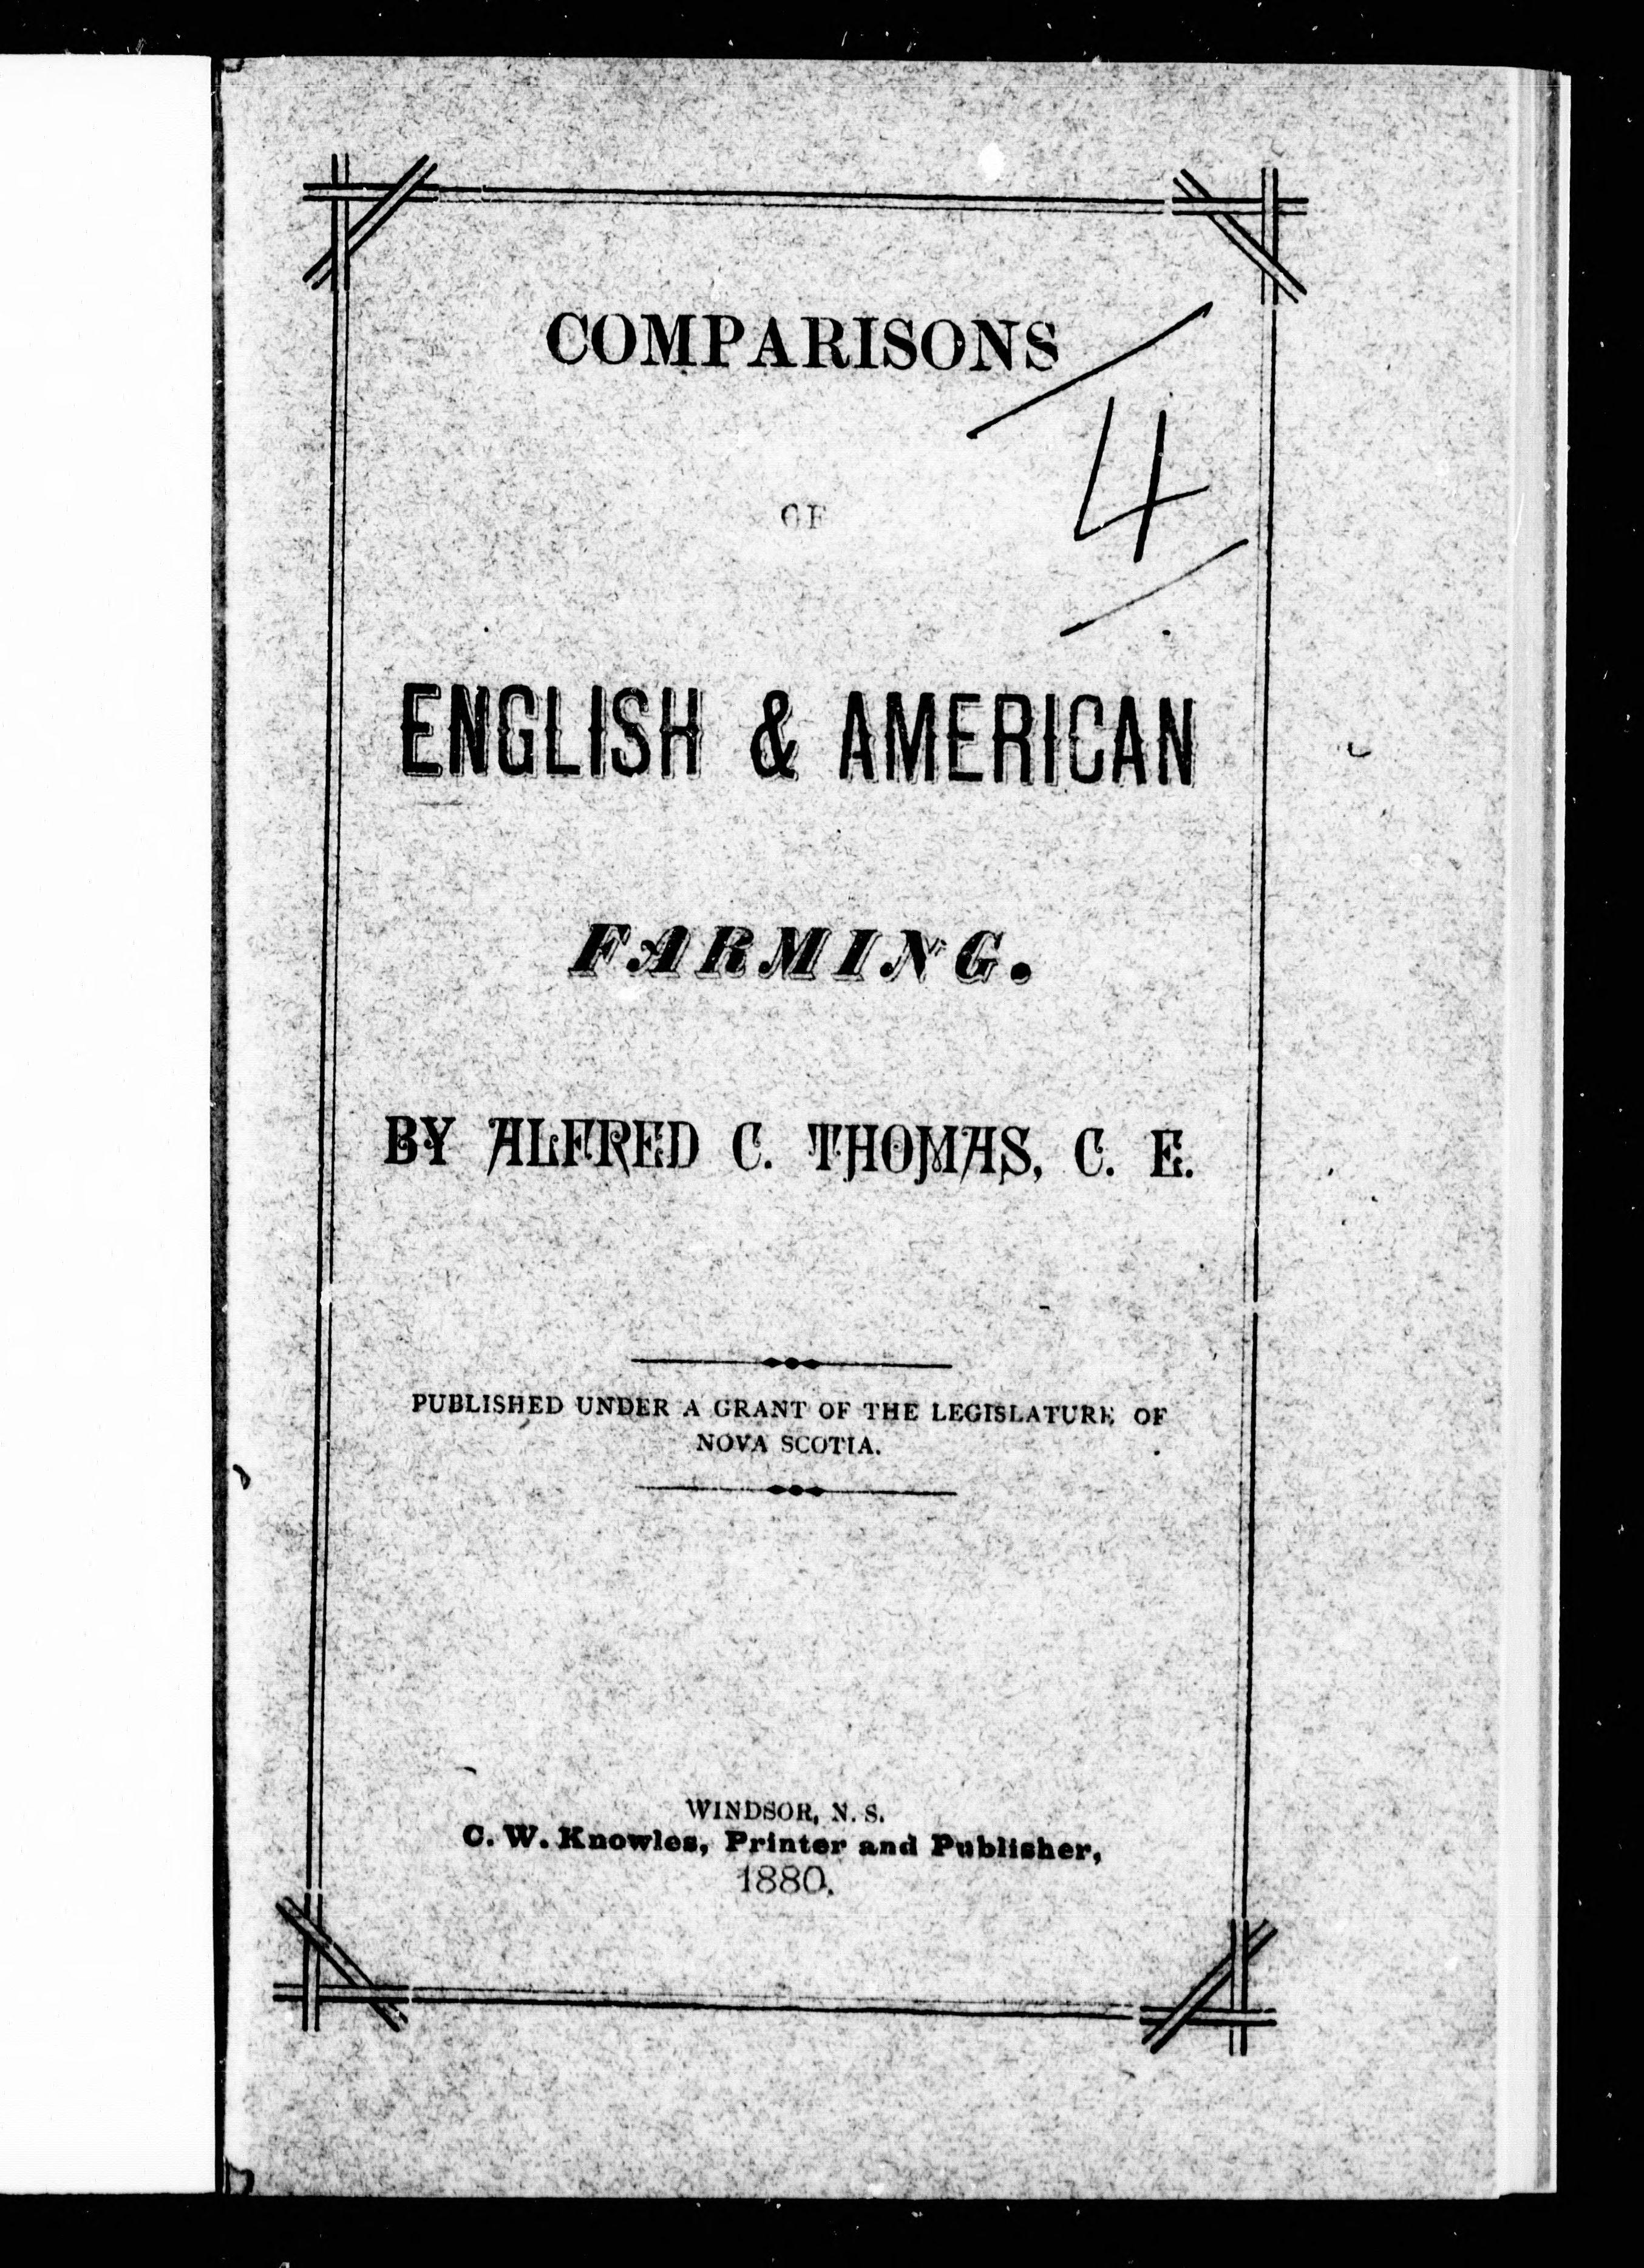 COMPARISONS
4
OF
ENGLISH & AMERICAN
FARMING.
BY ALFRED C. THOMAS, C. E.
PUBLISHED UNDER A GRANT OF THE LEGISLATURE OF
NOVA SCOTIA.
WINDSOR, N. S.
C. W. Knowles, Printer and Publisher,
1880.